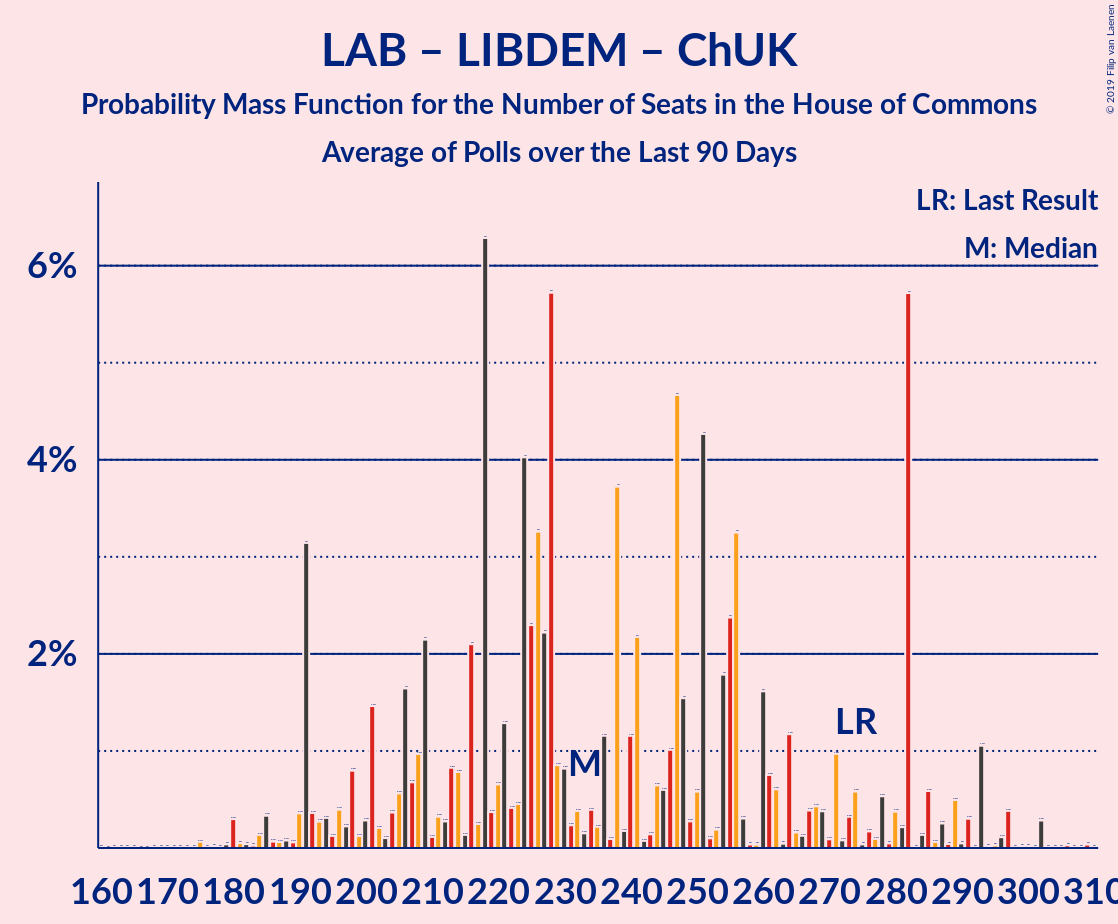 LAB – LIBDEM – ChUK
Probability Mass Function for the Number of Seats in the House of Commons
Average of Polls over the Last 90 Days
© 2019 Filip van Laenen
LR: Last Result
M: Median
6%
4%
2%
M
LR
160 170 180 190 200 210 220 230 240 250 260 270 280 290 300 310